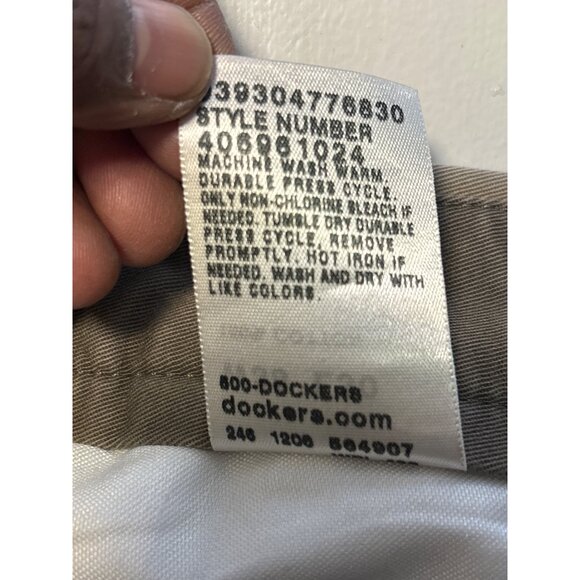 039304776830
STYLE NUMBER
406961024
MACHINE WASH WARM,
DURABLE PRESS CYCLE.
ONLY NON-CHLORINE BLEACH IF
NEEDED. TUMBLE DRY DURABLE
PRESS CYCLE, REMOVE
PROMPTLY, HOT IRON IF
NEEDED. WASH AND DRY WITH
LIKE COLORS.
800-DOCKERS
dockers.com
246 1206 564907